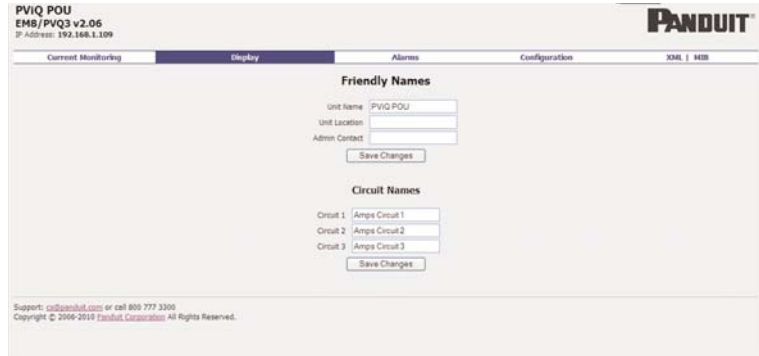 PViQ POU
EM8/PVQ3 v2.06
IP Address: 192.168.1.109
PANDUIT
Current Monitoring Display Alarms Configuration XML | MIB
Friendly Names
Unit Name PViQ POU
Unit Location
Admin Contact
Save Changes
Circuit Names
Circuit 1 Amps Circuit 1
Circuit 2 Amps Circuit 2
Circuit 3 Amps Circuit 3
Save Changes
Support: cs@panduit.com or call 800 777 3300
Copyright © 2006-2010 Panduit Corporation All Rights Reserved.